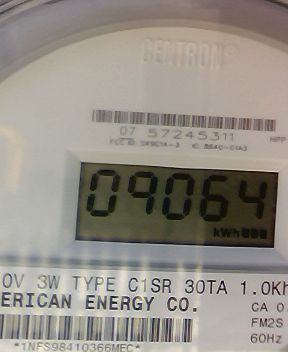 CENTRON®
07 57245311
HPP
09064
kWh
0V 3W TYPE C1SR 30TA 1.0Kh
ERICAN ENERGY CO.
CA 0.
FM2S
60Hz
*1NFS98410366MEC*